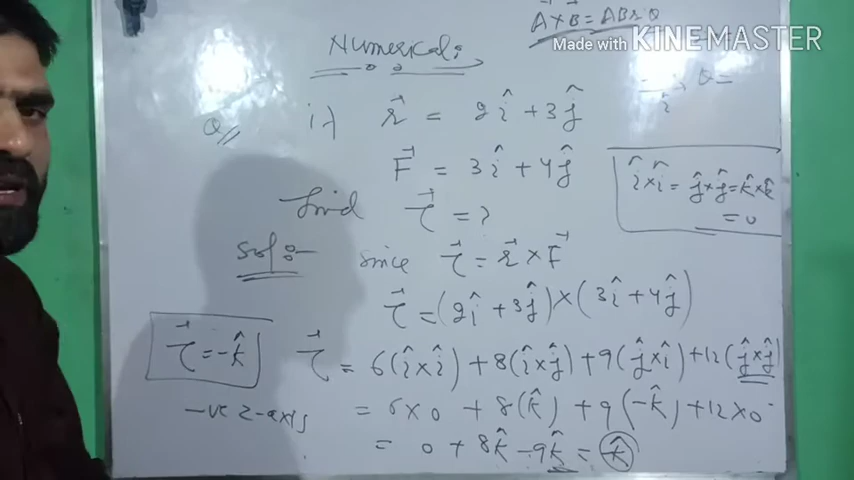 A⃗×B⃗ = AB sin θ
Made with KINEMASTER
Numerical:
θ =
Q// i) r⃗ = 2î + 3ĵ
F⃗ = 3î + 4ĵ
î×î = ĵ×ĵ = k̂×k̂
= 0
find τ⃗ = ?
Sol:- since τ⃗ = r⃗ × F⃗
τ⃗ = (2î + 3ĵ) × (3î + 4ĵ)
τ⃗ = 6(î×î) + 8(î×ĵ) + 9(ĵ×î) + 12(ĵ×ĵ)
τ⃗ = -k̂
-ve z-axis
= 6×0 + 8(k̂) + 9(-k̂) + 12×0
= 0 + 8k̂ - 9k̂ = -k̂